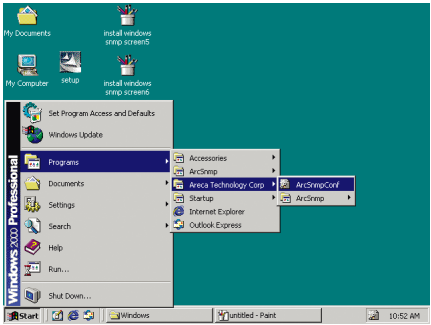 My Documents
install windows
snmp screen5
My Computer
setup
install windows
snmp screen6
Windows 2000 Professional
Set Program Access and Defaults
Windows Update
Programs
Documents
Settings
Search
Help
Run...
Shut Down...
Accessories
ArcSnmp
Areca Technology Corp
Startup
Internet Explorer
Outlook Express
ArcSnmpConf
ArcSnmp
Start
Windows
untitled - Paint
10:52 AM